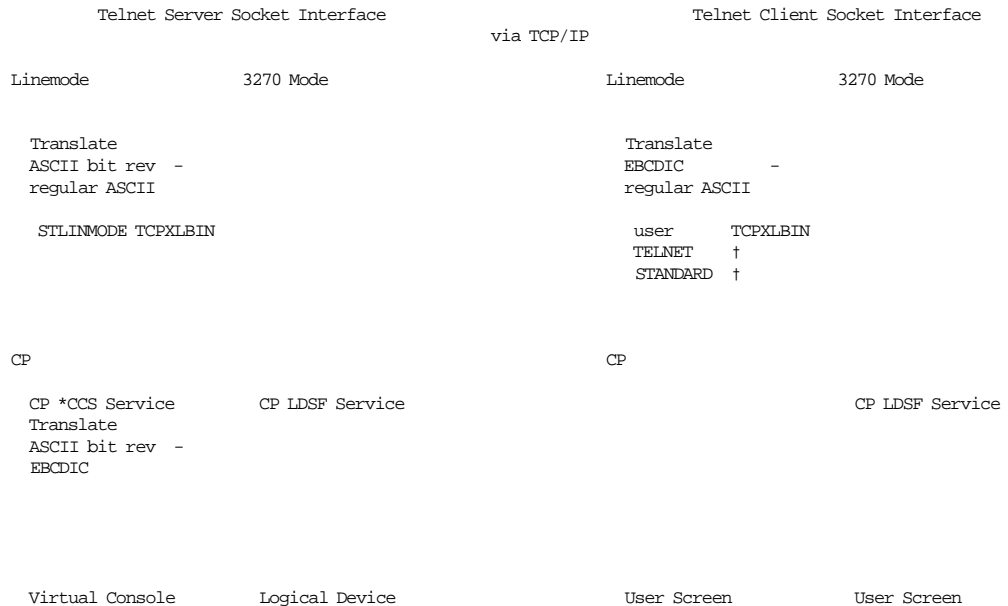 Telnet Server Socket Interface Telnet Client Socket Interface
via TCP/IP
Linemode 3270 Mode Linemode 3270 Mode
Translate Translate
ASCII bit rev - EBCDIC -
regular ASCII regular ASCII
STLINMODE TCPXLBIN user TCPXLBIN
TELNET †
STANDARD †
CP CP
CP *CCS Service CP LDSF Service CP LDSF Service
Translate
ASCII bit rev -
EBCDIC
Virtual Console Logical Device User Screen User Screen